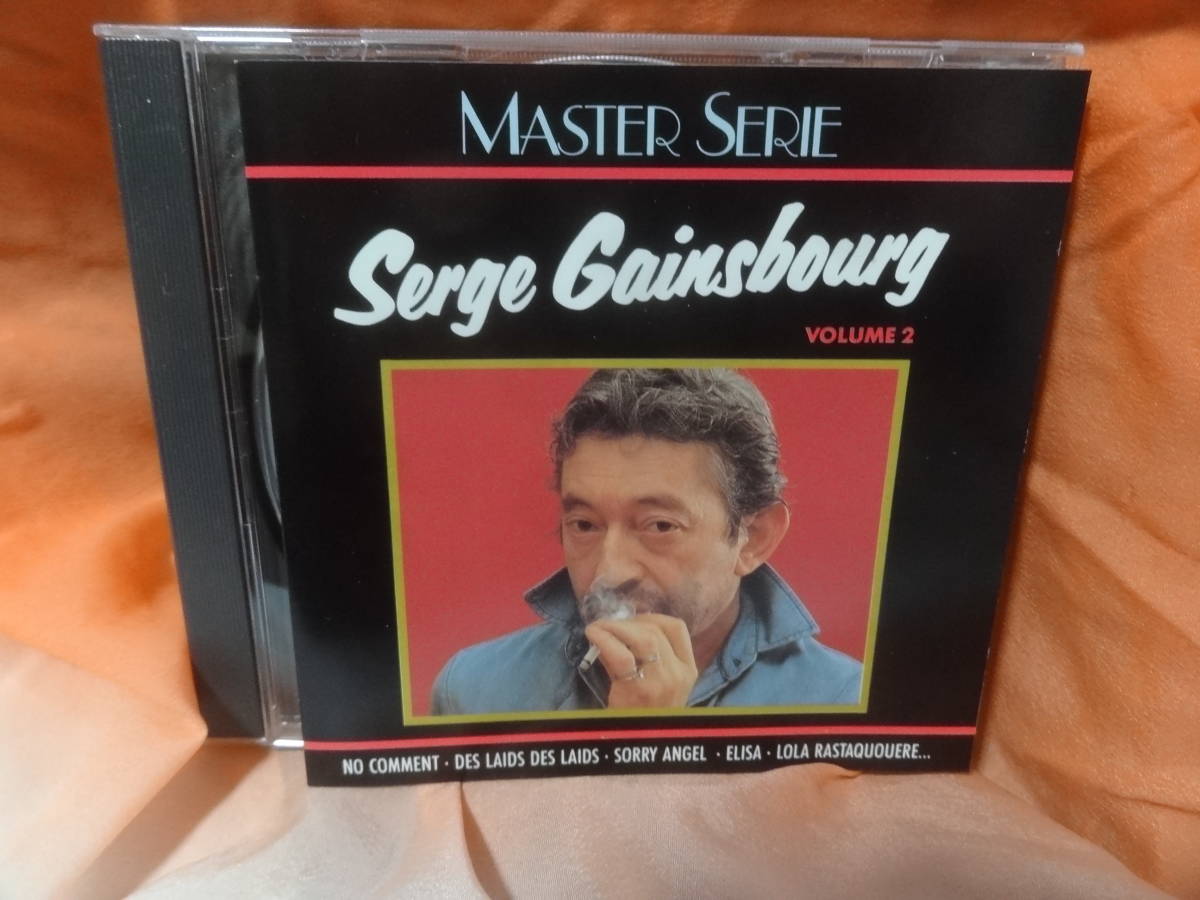 MASTER SERIE
Serge Gainsbourg
VOLUME 2
NO COMMENT · DES LAIDS DES LAIDS · SORRY ANGEL · ELISA · LOLA RASTAQUOUERE...